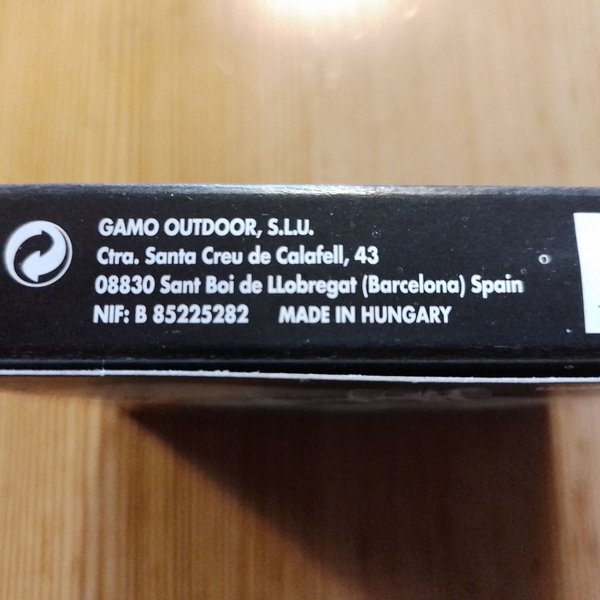 GAMO OUTDOOR, S.L.U.
Ctra. Santa Creu de Calafell, 43
08830 Sant Boi de LLobregat (Barcelona) Spain
NIF: B 85225282 MADE IN HUNGARY